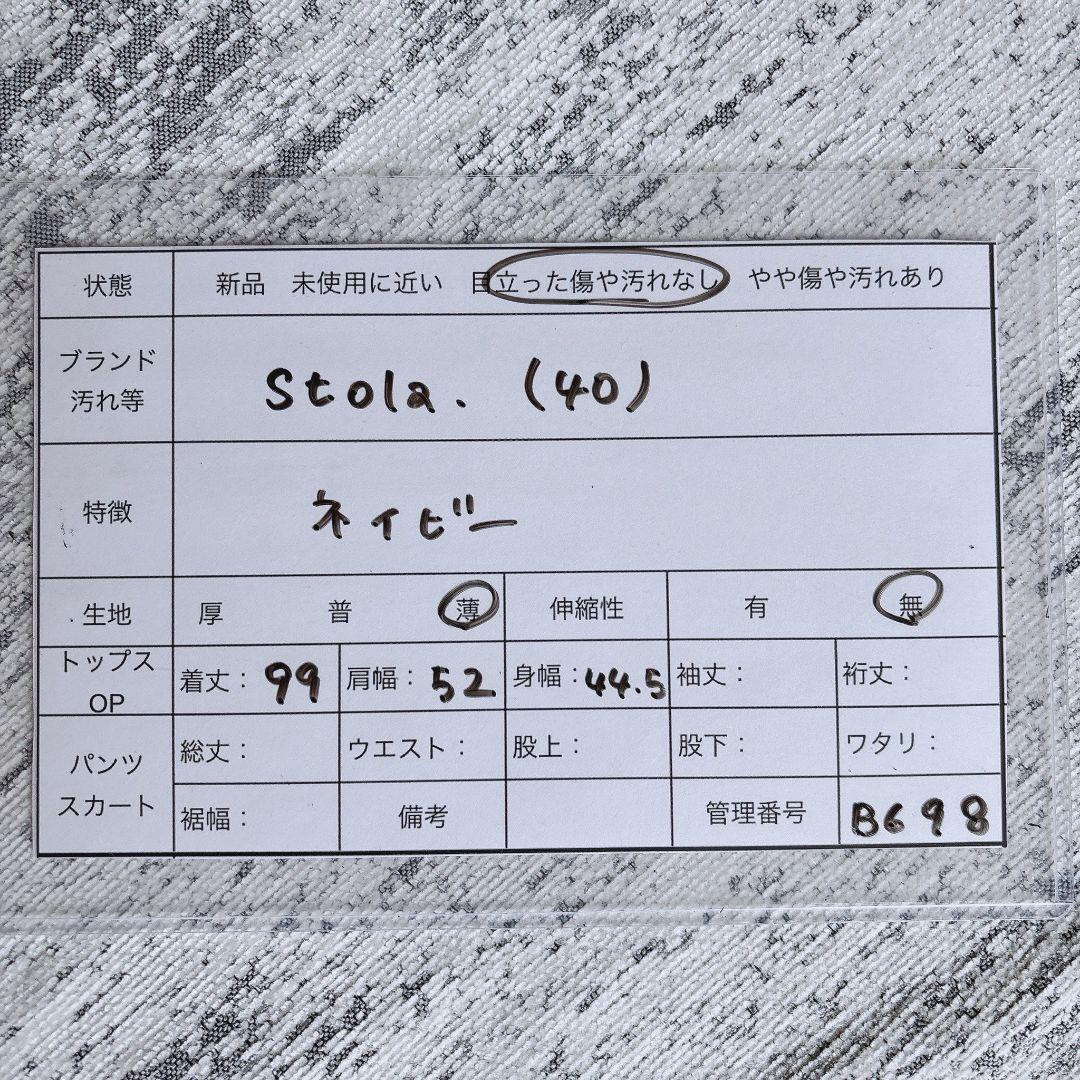 状態 新品 未使用に近い 目立った傷や汚れなし やや傷や汚れあり
ブランド
汚れ等
Stola. (40)
特徴 ネイビー
生地 厚 普 薄 伸縮性 有 無
トップス
OP
着丈：99 肩幅：52 身幅：44.5 袖丈： 裄丈：
パンツ
スカート
総丈： ウエスト： 股上： 股下： ワタリ：
裾幅： 備考 管理番号 B698